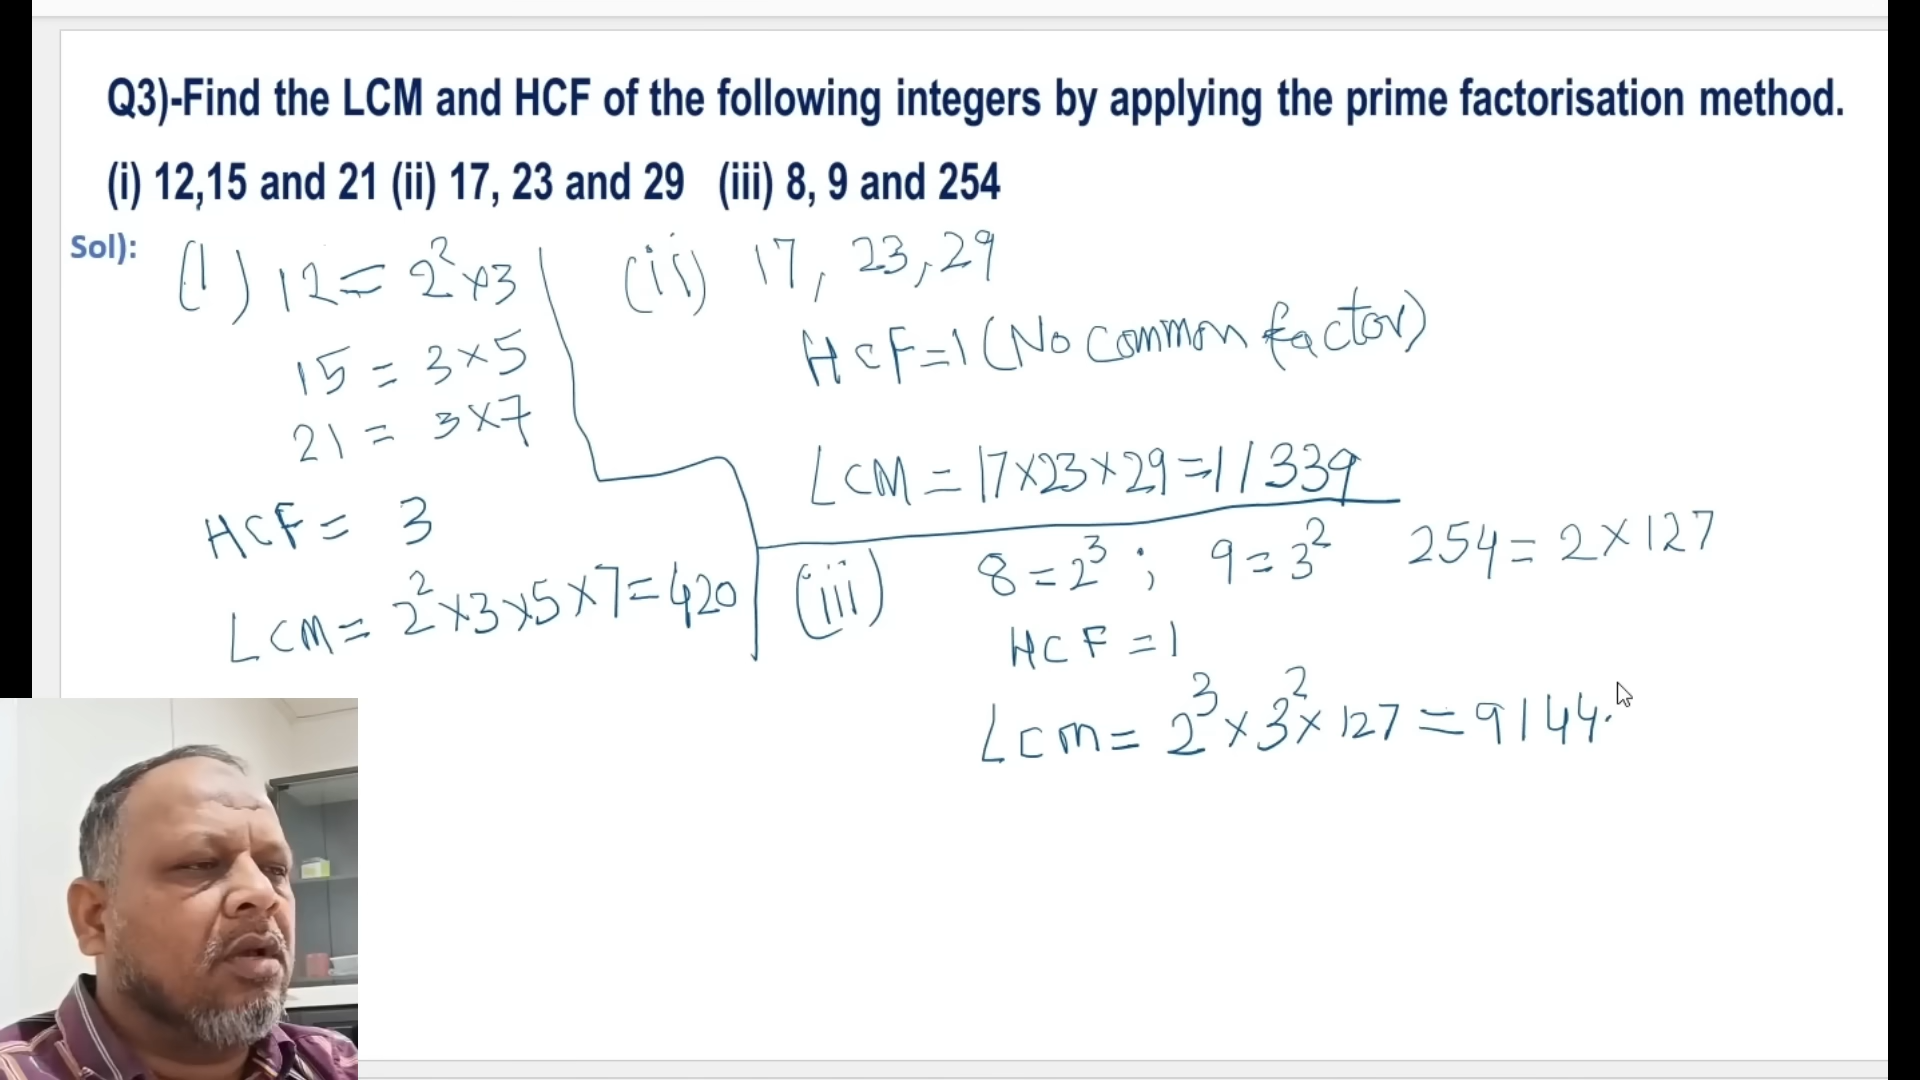 Q3)-Find the LCM and HCF of the following integers by applying the prime factorisation method.
(i) 12,15 and 21 (ii) 17, 23 and 29 (iii) 8, 9 and 254
Sol):
(i) 12 = 2² × 3
15 = 3 × 5
21 = 3 × 7
HCF = 3
LCM = 2² × 3 × 5 × 7 = 420
(ii) 17, 23, 29
HCF = 1 (No common factor)
LCM = 17 × 23 × 29 = 11339
(iii) 8 = 2³ ; 9 = 3² 254 = 2 × 127
HCF = 1
LCM = 2³ × 3² × 127 = 9144.